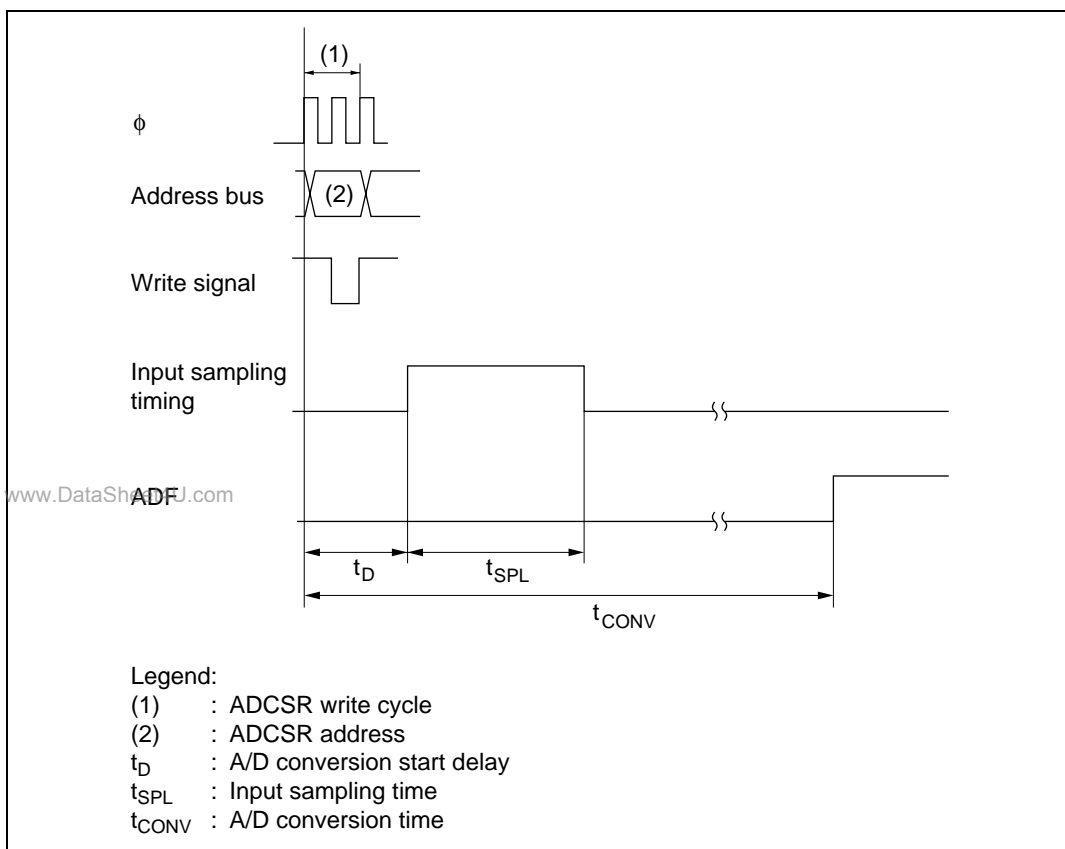 (1)
ϕ
Address bus
(2)
Write signal
Input sampling
timing
www.DataSheet4U.com
ADF
tD
tSPL
tCONV
Legend:
(1) : ADCSR write cycle
(2) : ADCSR address
tD : A/D conversion start delay
tSPL : Input sampling time
tCONV : A/D conversion time